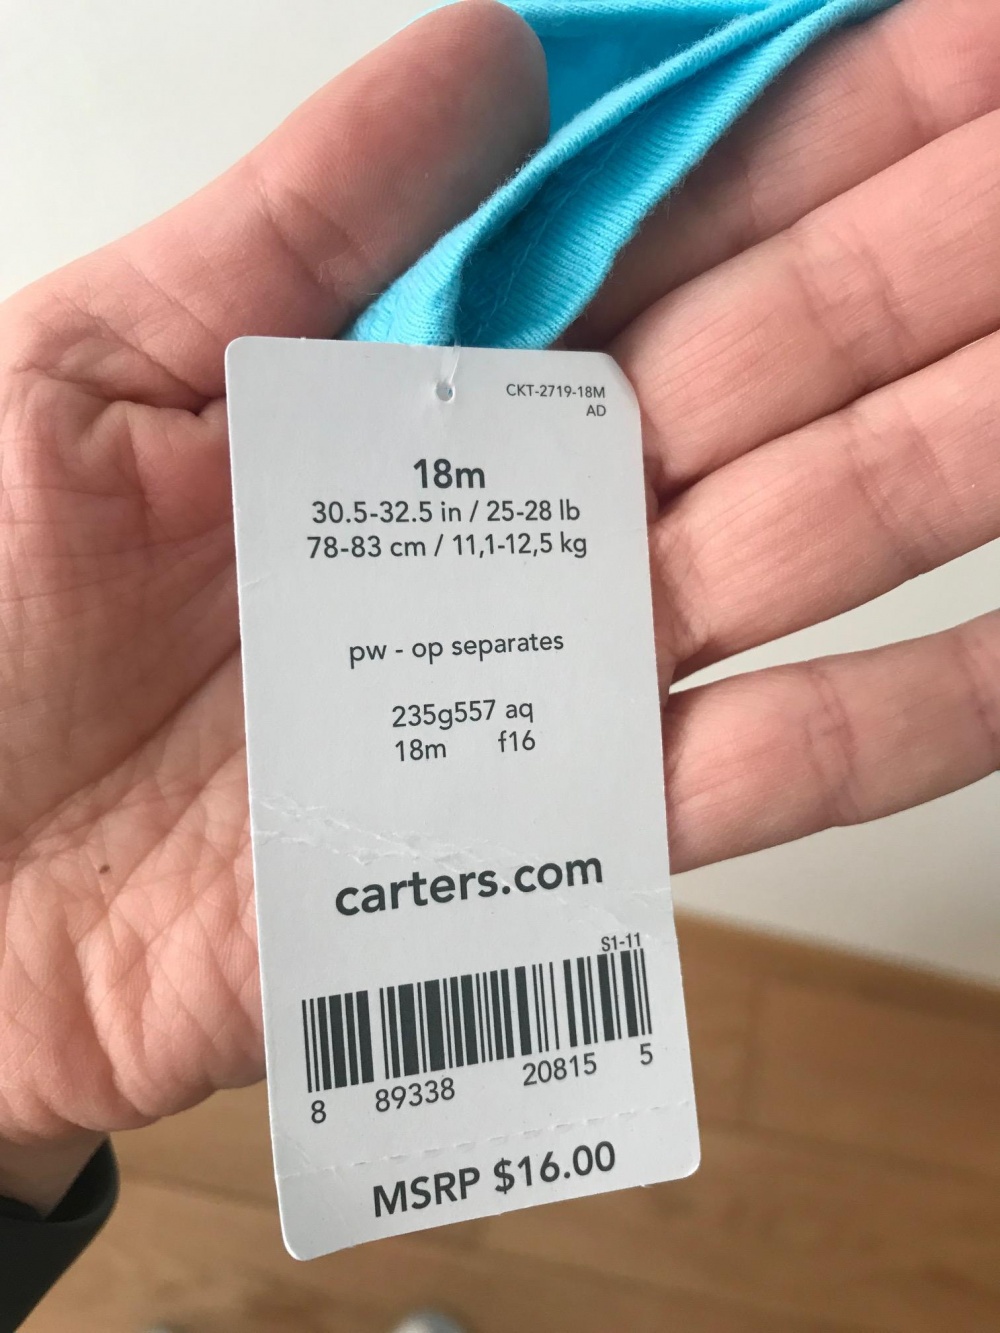 CKT-2719-18M
AD
18m
30.5-32.5 in / 25-28 lb
78-83 cm / 11,1-12,5 kg
pw - op separates
235g557 aq
18m f16
carters.com
S1-11
8 89338 20815 5
MSRP $16.00